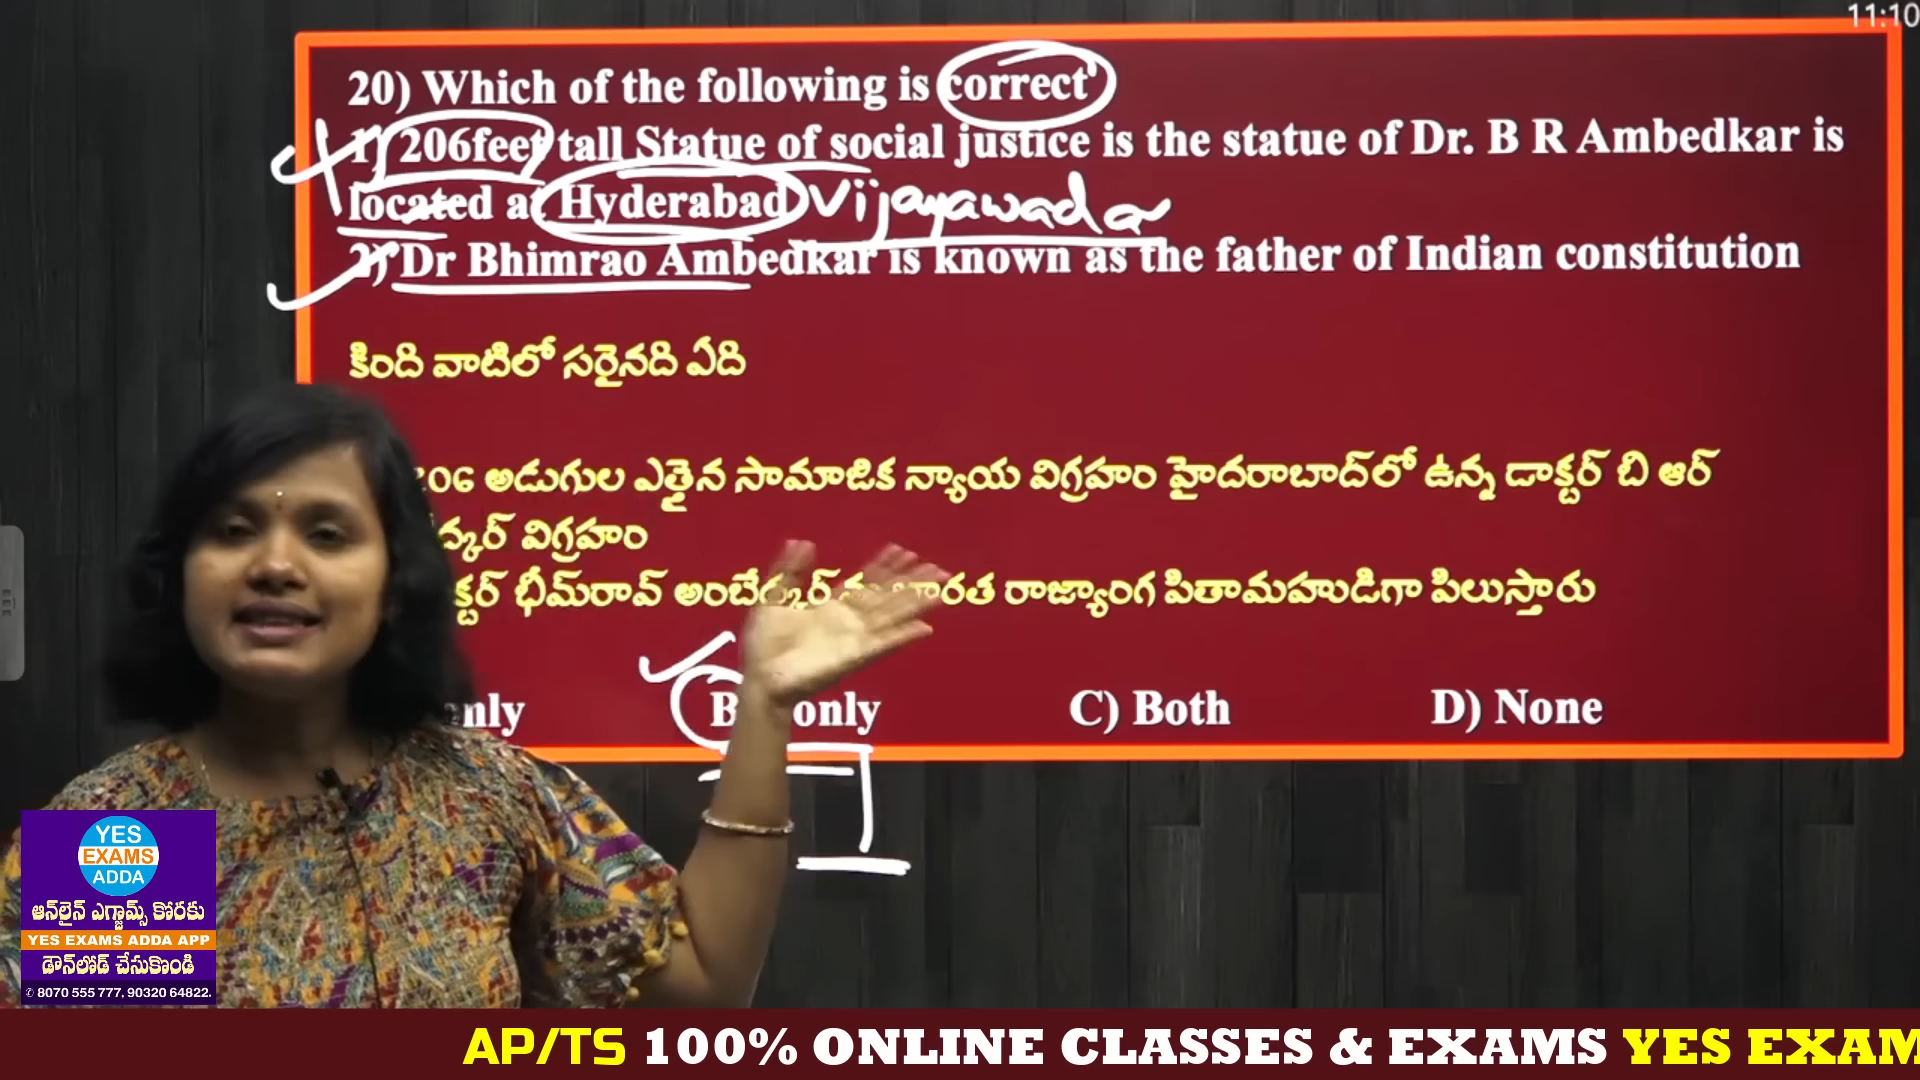 11:10
20) Which of the following is correct
1) 206feet tall Statue of social justice is the statue of Dr. B R Ambedkar is
located at Hyderabad Vijayawada
2) Dr Bhimrao Ambedkar is known as the father of Indian constitution
కింది వాటిలో సరైనది ఏది
206 అడుగుల ఎత్తైన సామాజిక న్యాయ విగ్రహం హైదరాబాద్‌లో ఉన్న డాక్టర్ బి ఆర్
విగ్రహం
భీమ్‌రావ్ అంబేద్కర్ ను భారత రాజ్యాంగ పితామహుడిగా పిలుస్తారు
only B only C) Both D) None
YES
EXAMS
ADDA
ఆన్‌లైన్ ఎగ్జామ్స్ కోరకు
YES EXAMS ADDA APP
డౌన్‌లోడ్ చేసుకొండి
✆ 8070 555 777, 90320 64822.
AP/TS 100% ONLINE CLASSES & EXAMS YES EXAM